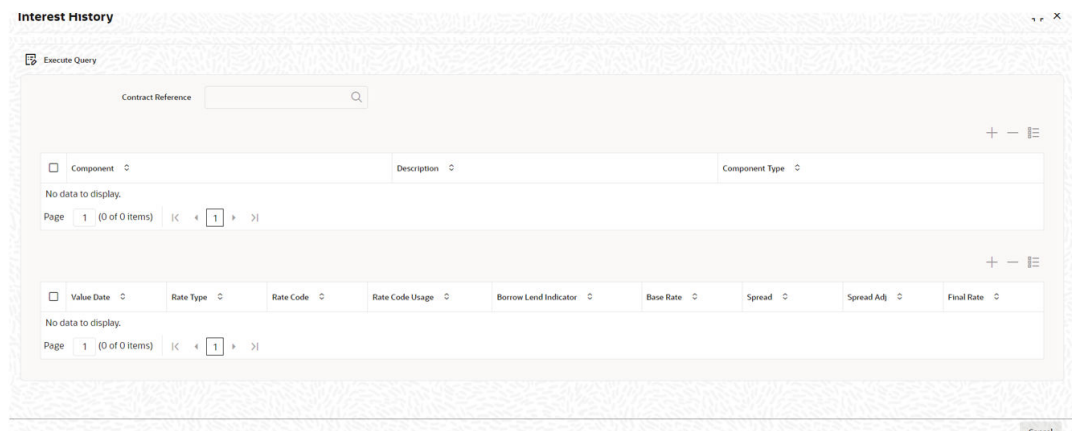 Interest History
Execute Query
Contract Reference
Component Description Component Type
No data to display.
Page 1 (0 of 0 items) 1
Value Date Rate Type Rate Code Rate Code Usage Borrow Lend Indicator Base Rate Spread Spread Adj Final Rate
No data to display.
Page 1 (0 of 0 items) 1